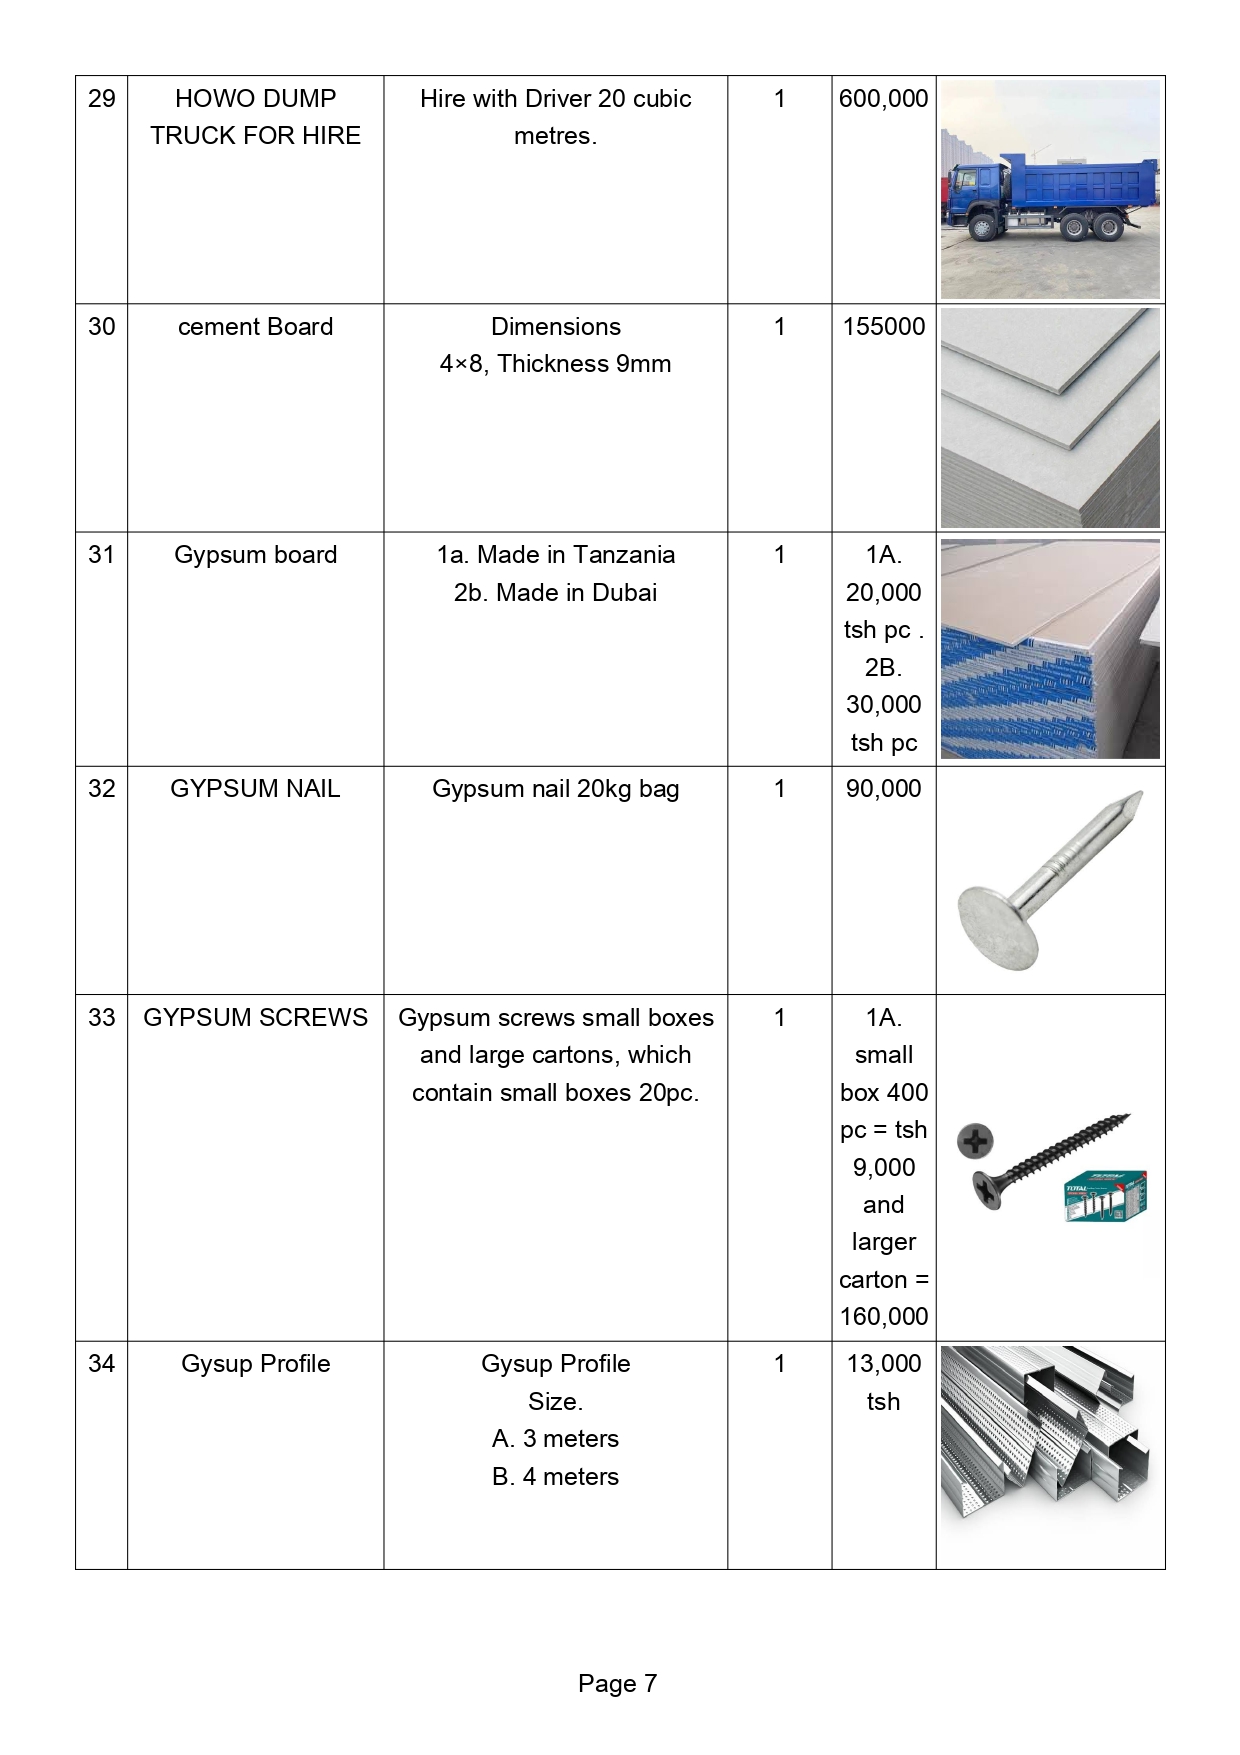 29
HOWO DUMP
TRUCK FOR HIRE
Hire with Driver 20 cubic
metres.
1
600,000
30
cement Board
Dimensions
4×8, Thickness 9mm
1
155000
31
Gypsum board
1a. Made in Tanzania
2b. Made in Dubai
1
1A.
20,000
tsh pc .
2B.
30,000
tsh pc
32
GYPSUM NAIL
Gypsum nail 20kg bag
1
90,000
33
GYPSUM SCREWS
Gypsum screws small boxes
and large cartons, which
contain small boxes 20pc.
1
1A.
small
box 400
pc = tsh
9,000
and
larger
carton =
160,000
TOTAL
34
Gysup Profile
Gysup Profile
Size.
A. 3 meters
B. 4 meters
1
13,000
tsh
Page 7